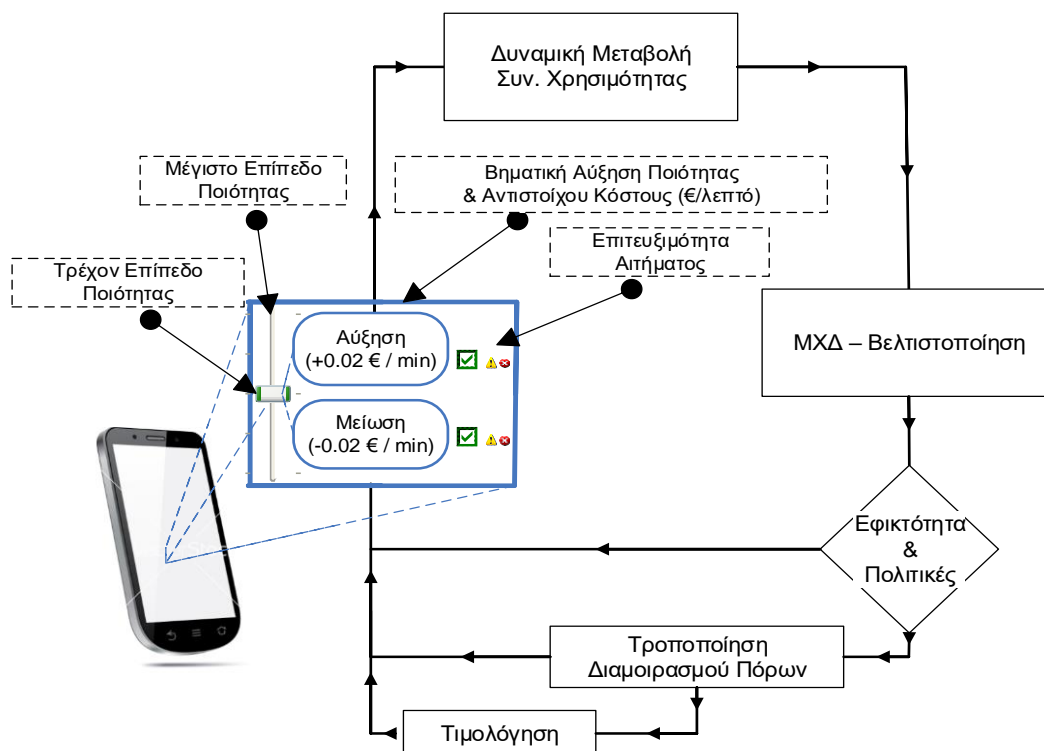 Δυναμική Μεταβολή
Συν. Χρησιμότητας
Μέγιστο Επίπεδο
Ποιότητας
Βηματική Αύξηση Ποιότητας
& Αντιστοίχου Κόστους (€/λεπτό)
Επιτευξιμότητα
Αιτήματος
Τρέχον Επίπεδο
Ποιότητας
Αύξηση
(+0.02 € / min)
ΜΧΔ – Βελτιστοποίηση
Μείωση
(-0.02 € / min)
Εφικτότητα
&
Πολιτικές
Τροποποίηση
Διαμοιρασμού Πόρων
Τιμολόγηση